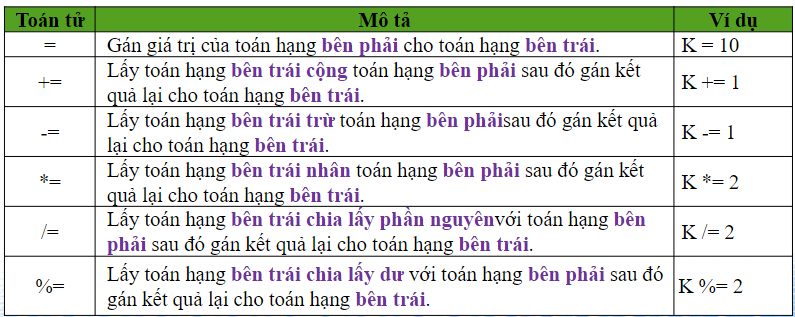 Toán tử Mô tả Ví dụ
= Gán giá trị của toán hạng bên phải cho toán hạng bên trái. K = 10
+= Lấy toán hạng bên trái cộng toán hạng bên phải sau đó gán kết K += 1
quả lại cho toán hạng bên trái.
-= Lấy toán hạng bên trái trừ toán hạng bên phảisau đó gán kết quả K -= 1
lại cho toán hạng bên trái.
*= Lấy toán hạng bên trái nhân toán hạng bên phải sau đó gán kết K *= 2
quả lại cho toán hạng bên trái.
/= Lấy toán hạng bên trái chia lấy phần nguyênvới toán hạng bên K /= 2
phải sau đó gán kết quả lại cho toán hạng bên trái.
%= Lấy toán hạng bên trái chia lấy dư với toán hạng bên phải sau đó K %= 2
gán kết quả lại cho toán hạng bên trái.